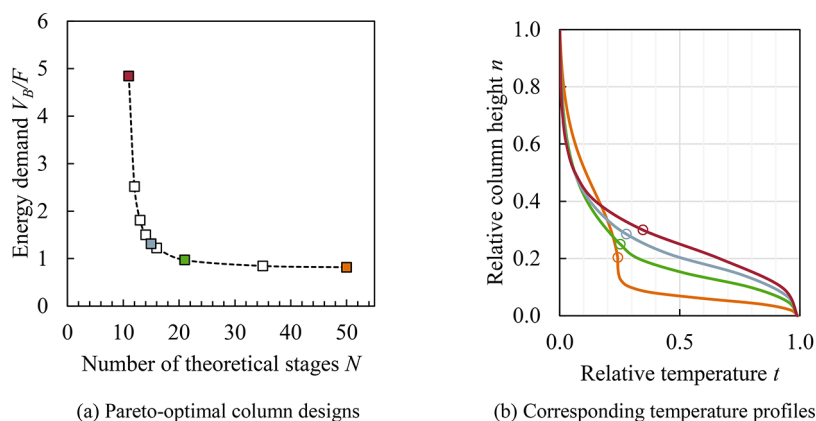 6
5
4
3
2
1
0
Energy demand V_B/F
0 10 20 30 40 50
Number of theoretical stages N
(a) Pareto-optimal column designs
1.0
0.8
0.6
0.4
0.2
0.0
Relative column height n
0.0 0.5 1.0
Relative temperature t
(b) Corresponding temperature profiles